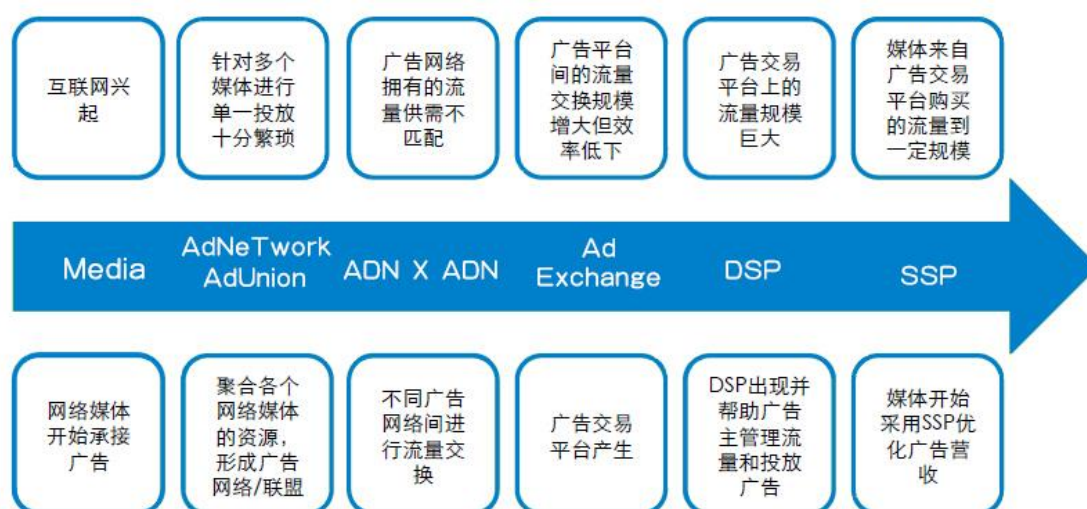 互联网兴
起
针对多个
媒体进行
单一投放
十分繁琐
广告网络
拥有的流
量供需不
匹配
广告平台
间的流量
交换规模
增大但效
率低下
广告交易
平台上的
流量规模
巨大
媒体来自
广告交易
平台购买
的流量到
一定规模
Media
AdNeTwork
AdUnion
ADN X ADN
Ad
Exchange
DSP
SSP
网络媒体
开始承接
广告
聚合各个
网络媒体
的资源，
形成广告
网络/联盟
不同广告
网络间进
行流量交
换
广告交易
平台产生
DSP出现并
帮助广告
主管理流
量和投放
广告
媒体开始
采用SSP优
化广告营
收